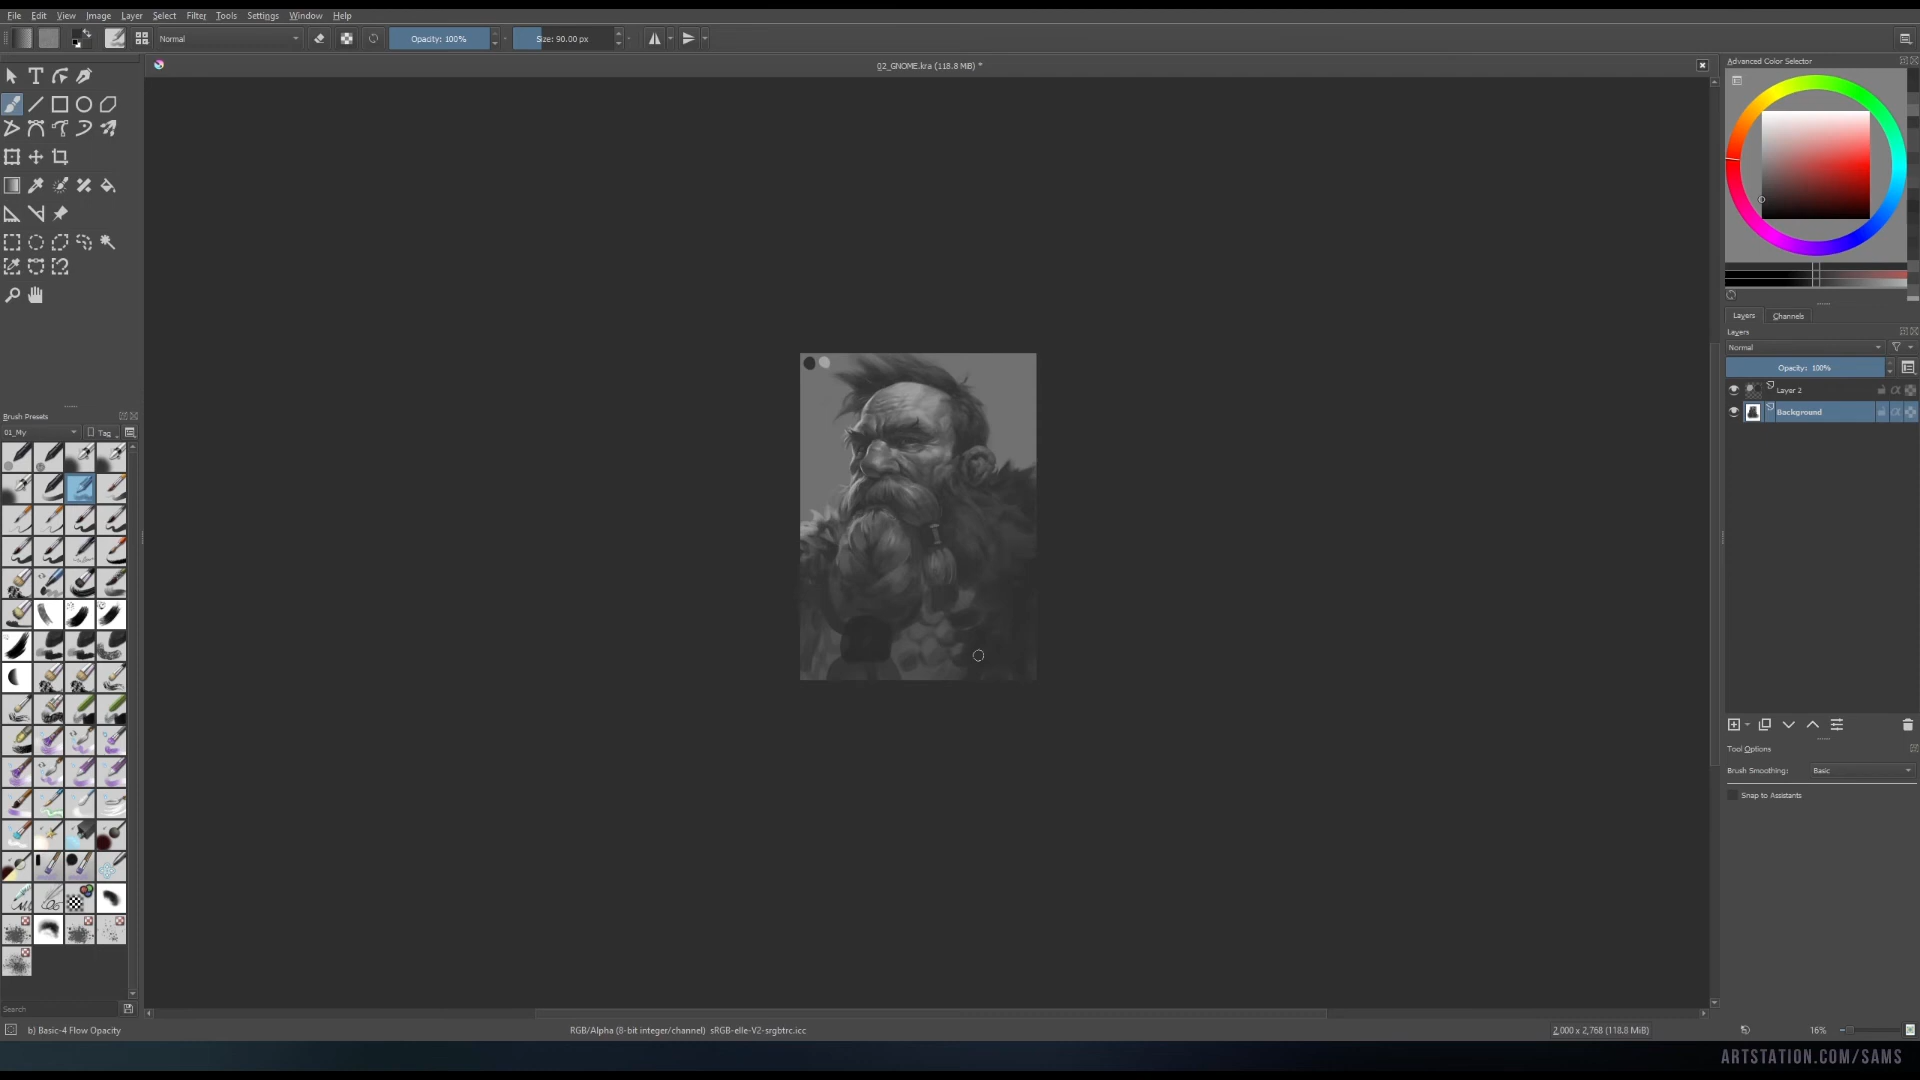 File Edit View Image Layer Select Filter Tools Settings Window Help
Normal Opacity: 100% Size: 90.00 px
02_GNOME.kra (118.8 MiB) *
Advanced Color Selector
Layers Channels
Layers
Normal
Opacity: 100%
Layer 2
Background
Tool Options
Brush Smoothing: Basic
Snap to Assistants
Brush Presets
01_My Tag
Search
b) Basic-4 Flow Opacity
RGB/Alpha (8-bit integer/channel) sRGB-elle-V2-srgbtrc.icc
2,000 x 2,768 (118.8 MiB)
16%
ARTSTATION.COM/SAMS